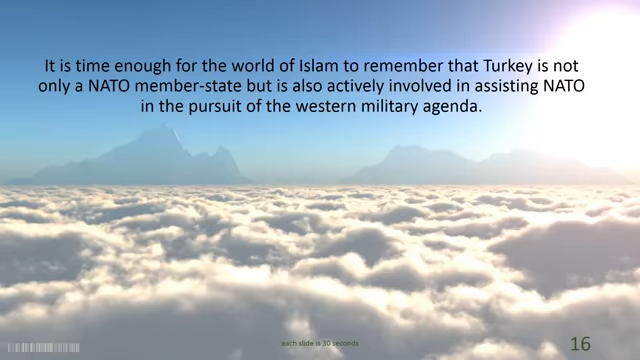 It is time enough for the world of Islam to remember that Turkey is not
only a NATO member-state but is also actively involved in assisting NATO
in the pursuit of the western military agenda.
each slide is 30 seconds
16